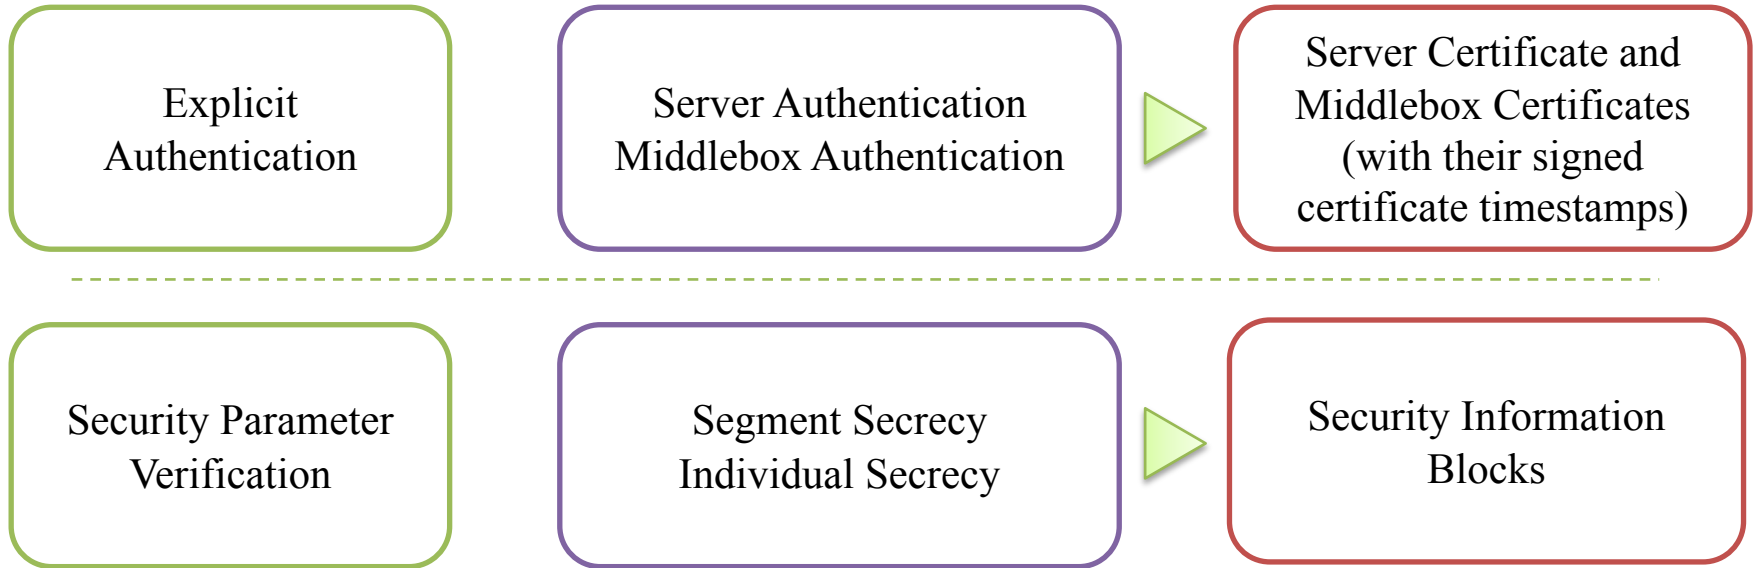 Explicit
Authentication
Server Authentication
Middlebox Authentication
Server Certificate and
Middlebox Certificates
(with their signed
certificate timestamps)
Security Parameter
Verification
Segment Secrecy
Individual Secrecy
Security Information
Blocks